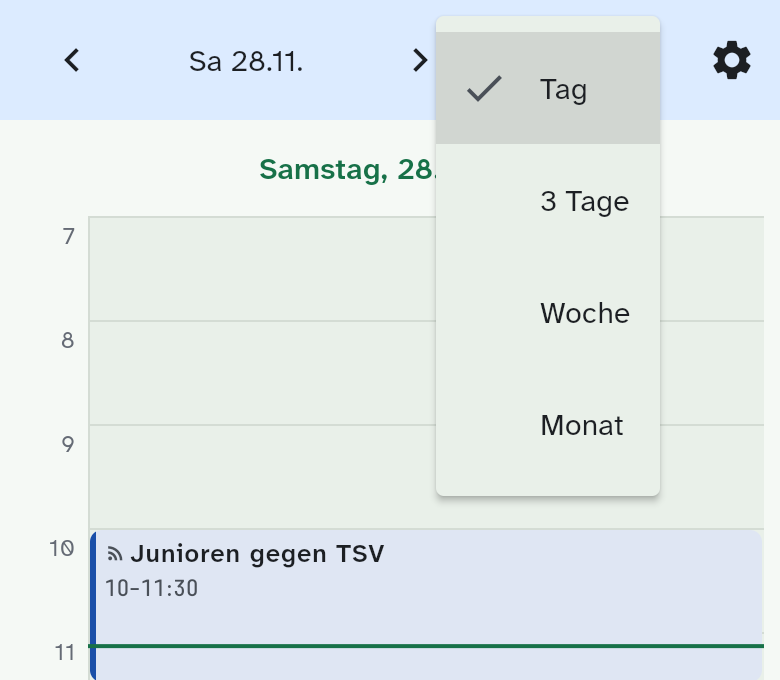 Sa 28.11.
Tag
3 Tage
Woche
Monat
Samstag, 28.
7
8
9
10
Junioren gegen TSV
10–11:30
11